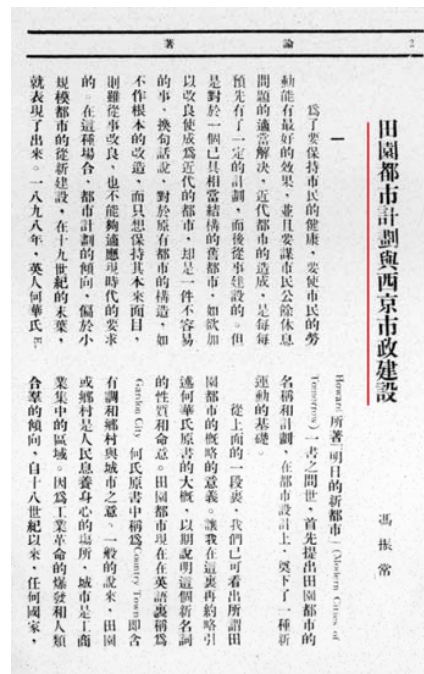 2
論著
田園都市計劃與西京市政建設
馮振常
一
爲了要保持市民的健康，要使市民的勞
動能有最好的效果，並且要謀市民公餘休息
問題的適當解決，近代都市的造成，是每每
預先有了一定的計劃，而後從事建設的。但
是對於一個已具相當結構的舊都市，如欲加
以改良使成爲近代的都市，却是一件不容易
的事，換句話說，對於原有都市的構造，如
不作根本的改造，而只想保持其本來面目，
則難從事改良，也不能夠適應現時代的要求
的。在這種場合，都市計劃的傾向，偏於小
規模都市的從新建設，在十九世紀的末葉，
就表現了出來。一八九八年，英人何華氏 E.
Howard 所著「明日的新都市」(Modern Cities of
Tomorrow) 一書之問世，首先提出田園都市的
名稱和計劃，在都市設計上，奠下了一種新
運動的基礎。
從上面的一段裏，我們已可看出所謂田
園都市的槪略的意義。讓我在這裏再約略引
述何華氏原書的大槪，以期說明這個新名詞
的性質和命意。田園都市現在在英語裏稱爲
Garden City 何氏原書中稱爲 Country Town 即含
有調和鄉村與城市之意。一般的說來，田園
或鄉村是人民息養身心的場所，城市是工商
業集中的區域。因爲工業革命的爆發和人類
合羣的傾向，自十八世紀以來，任何國家，